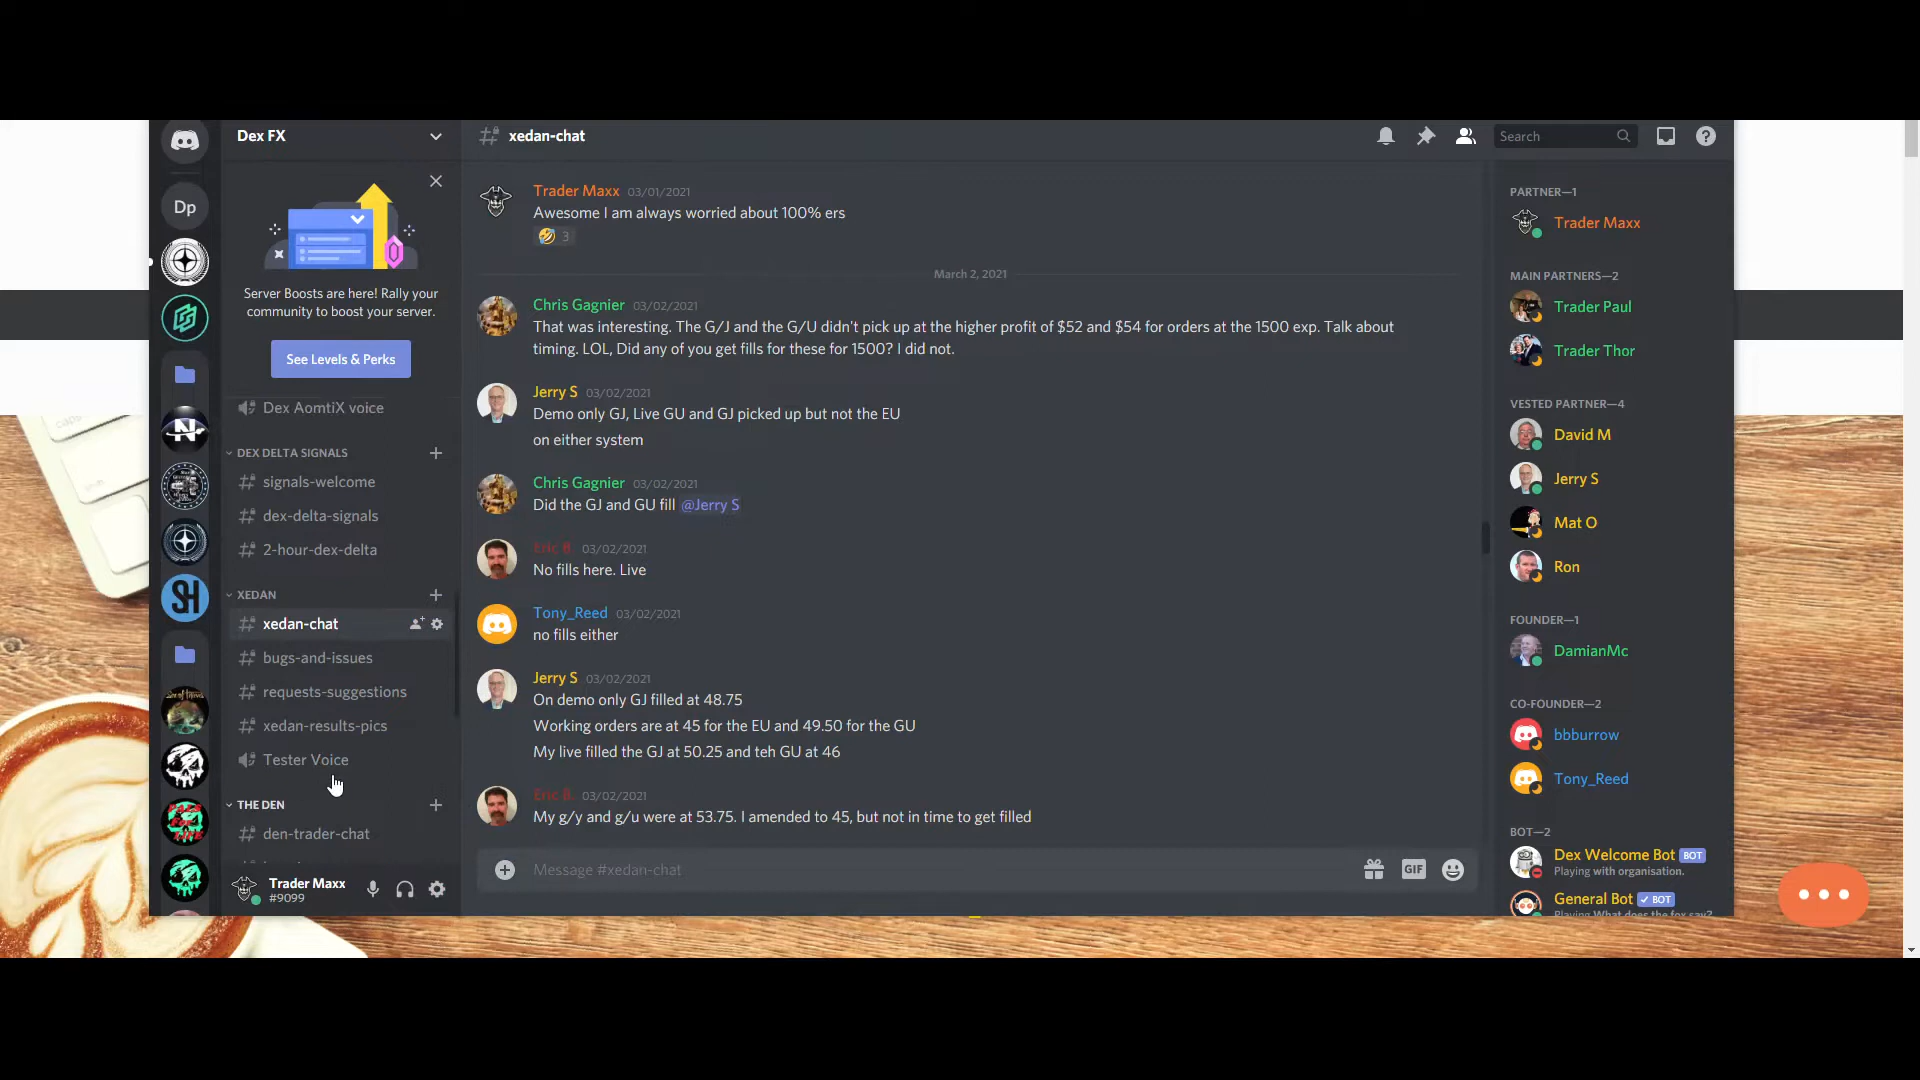 Dex FX
xedan-chat
Search
Dp
Server Boosts are here! Rally your
community to boost your server.
See Levels & Perks
Dex AomtiX voice
DEX DELTA SIGNALS
signals-welcome
dex-delta-signals
2-hour-dex-delta
XEDAN
xedan-chat
bugs-and-issues
requests-suggestions
xedan-results-pics
Tester Voice
THE DEN
den-trader-chat
N
SH
Trader Maxx
#9099
Trader Maxx 03/01/2021
Awesome I am always worried about 100% ers
🤣 3
March 2, 2021
Chris Gagnier 03/02/2021
That was interesting. The G/J and the G/U didn't pick up at the higher profit of $52 and $54 for orders at the 1500 exp. Talk about
timing. LOL, Did any of you get fills for these for 1500? I did not.
Jerry S 03/02/2021
Demo only GJ, Live GU and GJ picked up but not the EU
on either system
Chris Gagnier 03/02/2021
Did the GJ and GU fill @Jerry S
Eric B. 03/02/2021
No fills here. Live
Tony_Reed 03/02/2021
no fills either
Jerry S 03/02/2021
On demo only GJ filled at 48.75
Working orders are at 45 for the EU and 49.50 for the GU
My live filled the GJ at 50.25 and teh GU at 46
Eric B. 03/02/2021
My g/y and g/u were at 53.75. I amended to 45, but not in time to get filled
Message #xedan-chat
GIF
PARTNER—1
Trader Maxx
MAIN PARTNERS—2
Trader Paul
Trader Thor
VESTED PARTNER—4
David M
Jerry S
Mat O
Ron
FOUNDER—1
DamianMc
CO-FOUNDER—2
bbburrow
Tony_Reed
BOT—2
Dex Welcome Bot BOT
Playing with organisation.
General Bot ✓ BOT
Playing What does the fox say?